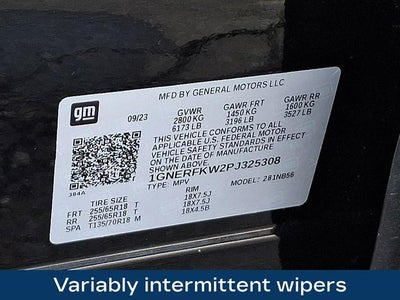 gm
MFD BY GENERAL MOTORS LLC
09/23 GVWR GAWR FRT GAWR RR
2800 KG 1450 KG 1600 KG
6173 LB 3196 LB 3527 LB
THIS VEHICLE CONFORMS TO ALL
APPLICABLE U.S. FEDERAL MOTOR
VEHICLE SAFETY STANDARDS IN
EFFECT ON THE DATE OF
MANUFACTURE SHOWN ABOVE.
1GNERFKW2PJ325308
TYPE: MPV MODEL: 281NB56
384A
TIRE SIZE RIM
FRT 255/65R18 T 18X7.5J
RR 255/65R18 T 18X7.5J
SPA T135/70R18 M 18X4.5B
Variably intermittent wipers